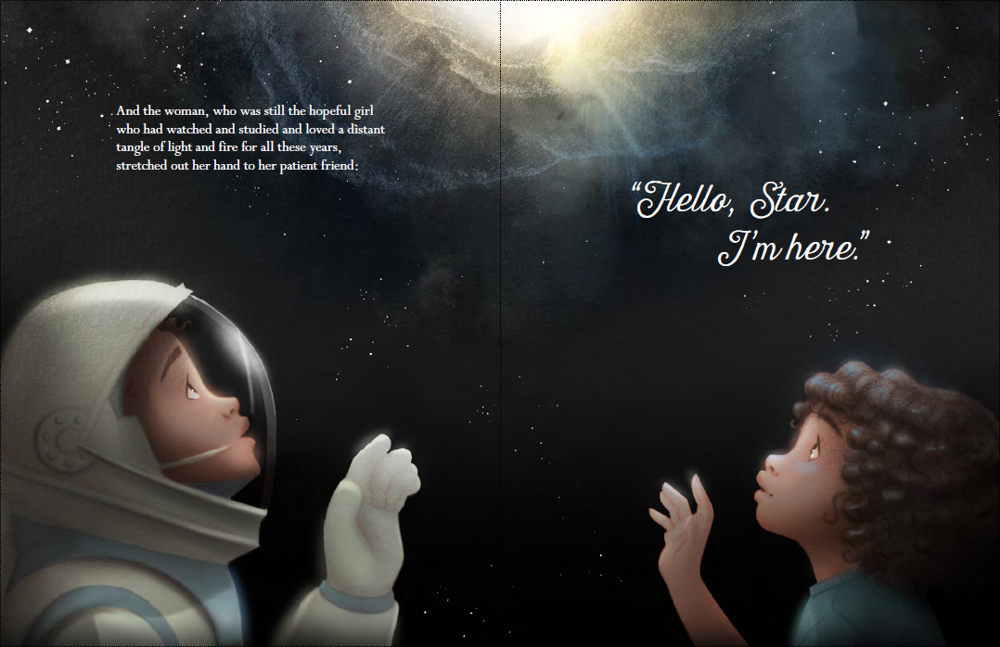 And the woman, who was still the hopeful girl
who had watched and studied and loved a distant
tangle of light and fire for all these years,
stretched out her hand to her patient friend:
“Hello, Star.
I’m here.”